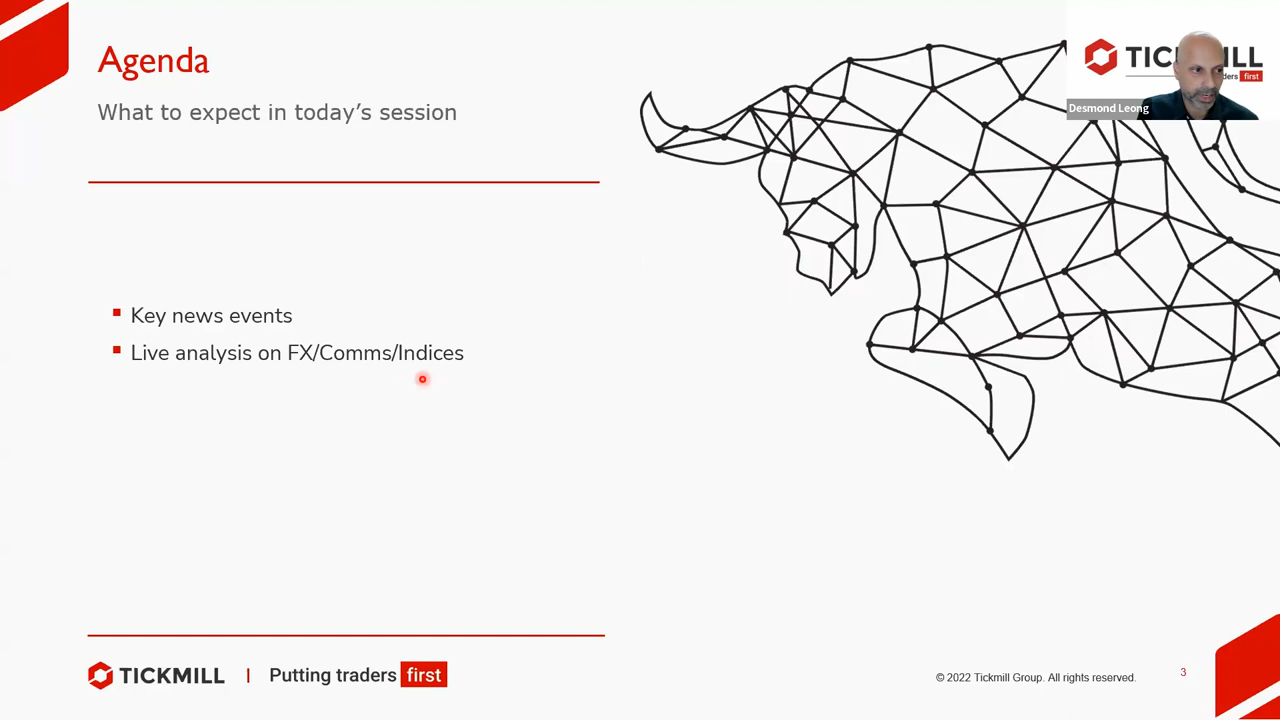 Agenda
What to expect in today's session
Desmond Leong
Key news events
Live analysis on FX/Comms/Indices
TICKMILL | Putting traders first
© 2022 Tickmill Group. All rights reserved.
3